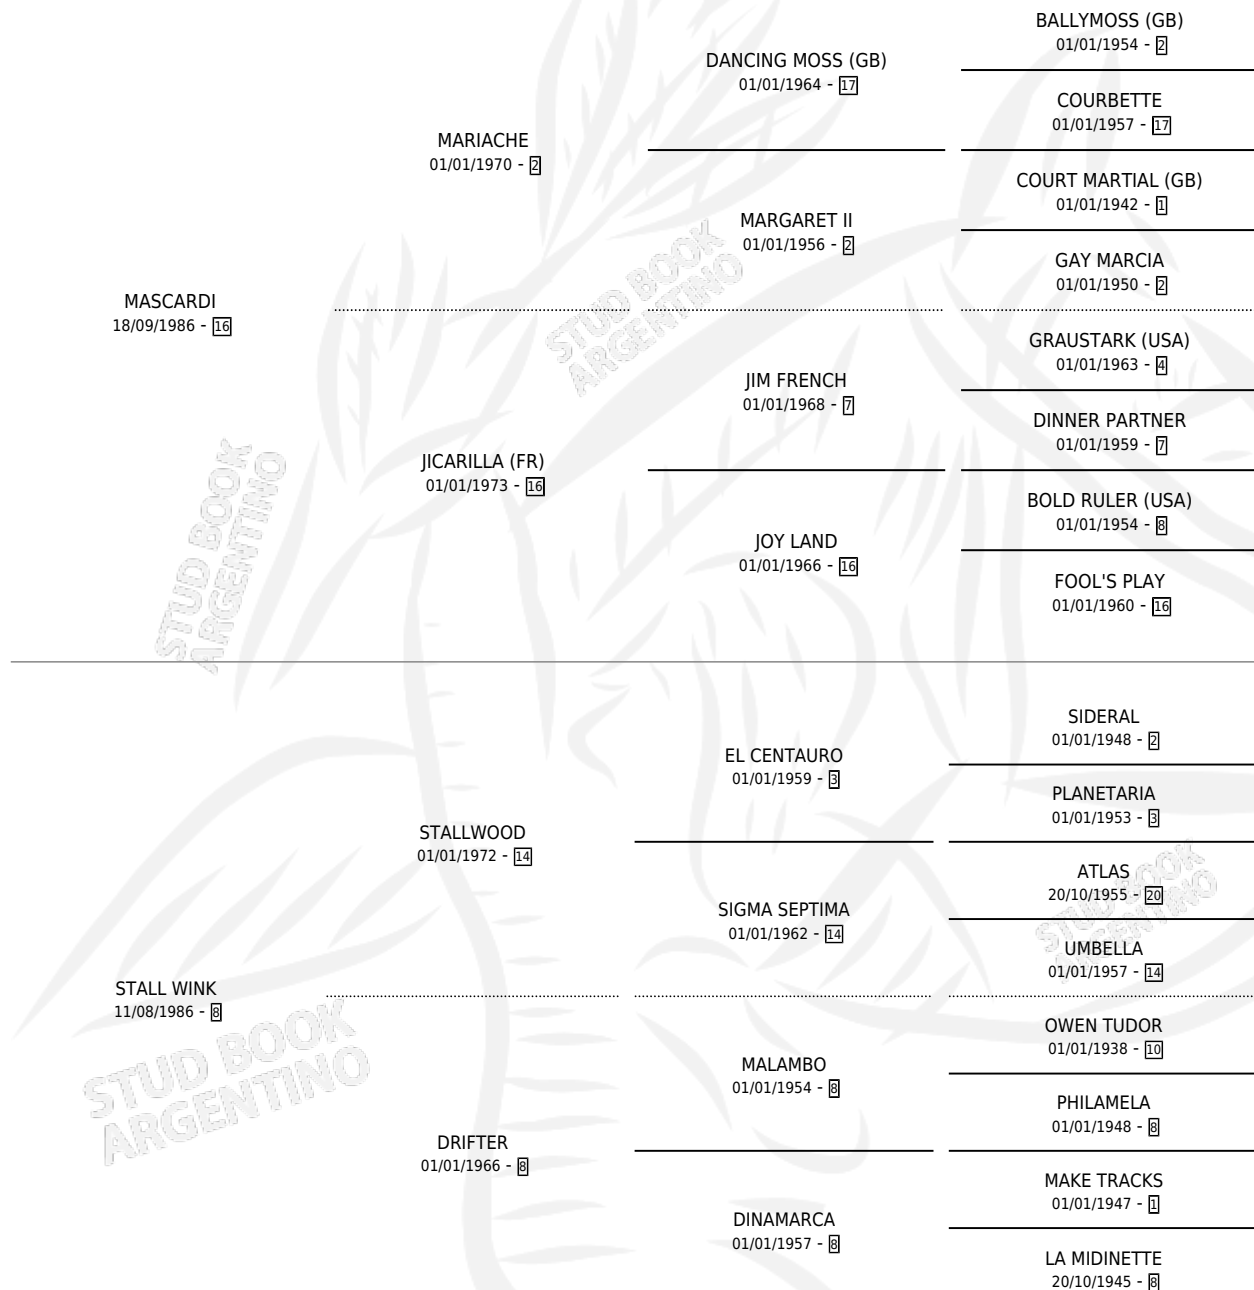 BALLYMOSS (GB)
01/01/1954 - 2
DANCING MOSS (GB)
01/01/1964 - 17
COURBETTE
01/01/1957 - 17
MARIACHE
01/01/1970 - 2
COURT MARTIAL (GB)
01/01/1942 - 1
MARGARET II
01/01/1956 - 2
GAY MARCIA
01/01/1950 - 2
MASCARDI
18/09/1986 - 16
GRAUSTARK (USA)
01/01/1963 - 4
JIM FRENCH
01/01/1968 - 7
DINNER PARTNER
01/01/1959 - 7
JICARILLA (FR)
01/01/1973 - 16
BOLD RULER (USA)
01/01/1954 - 8
JOY LAND
01/01/1966 - 16
FOOL'S PLAY
01/01/1960 - 16
SIDERAL
01/01/1948 - 2
EL CENTAURO
01/01/1959 - 3
PLANETARIA
01/01/1953 - 3
STALLWOOD
01/01/1972 - 14
ATLAS
20/10/1955 - 20
SIGMA SEPTIMA
01/01/1962 - 14
UMBELLA
01/01/1957 - 14
STALL WINK
11/08/1986 - 8
OWEN TUDOR
01/01/1938 - 10
MALAMBO
01/01/1954 - 8
PHILAMELA
01/01/1948 - 8
DRIFTER
01/01/1966 - 8
MAKE TRACKS
01/01/1947 - 1
DINAMARCA
01/01/1957 - 8
LA MIDINETTE
20/10/1945 - 8
STUD BOOK
ARGENTINO
STUD BOOK
ARGENTINO
STUD BOOK
ARGENTINO
STUD BOOK
ARGENTINO